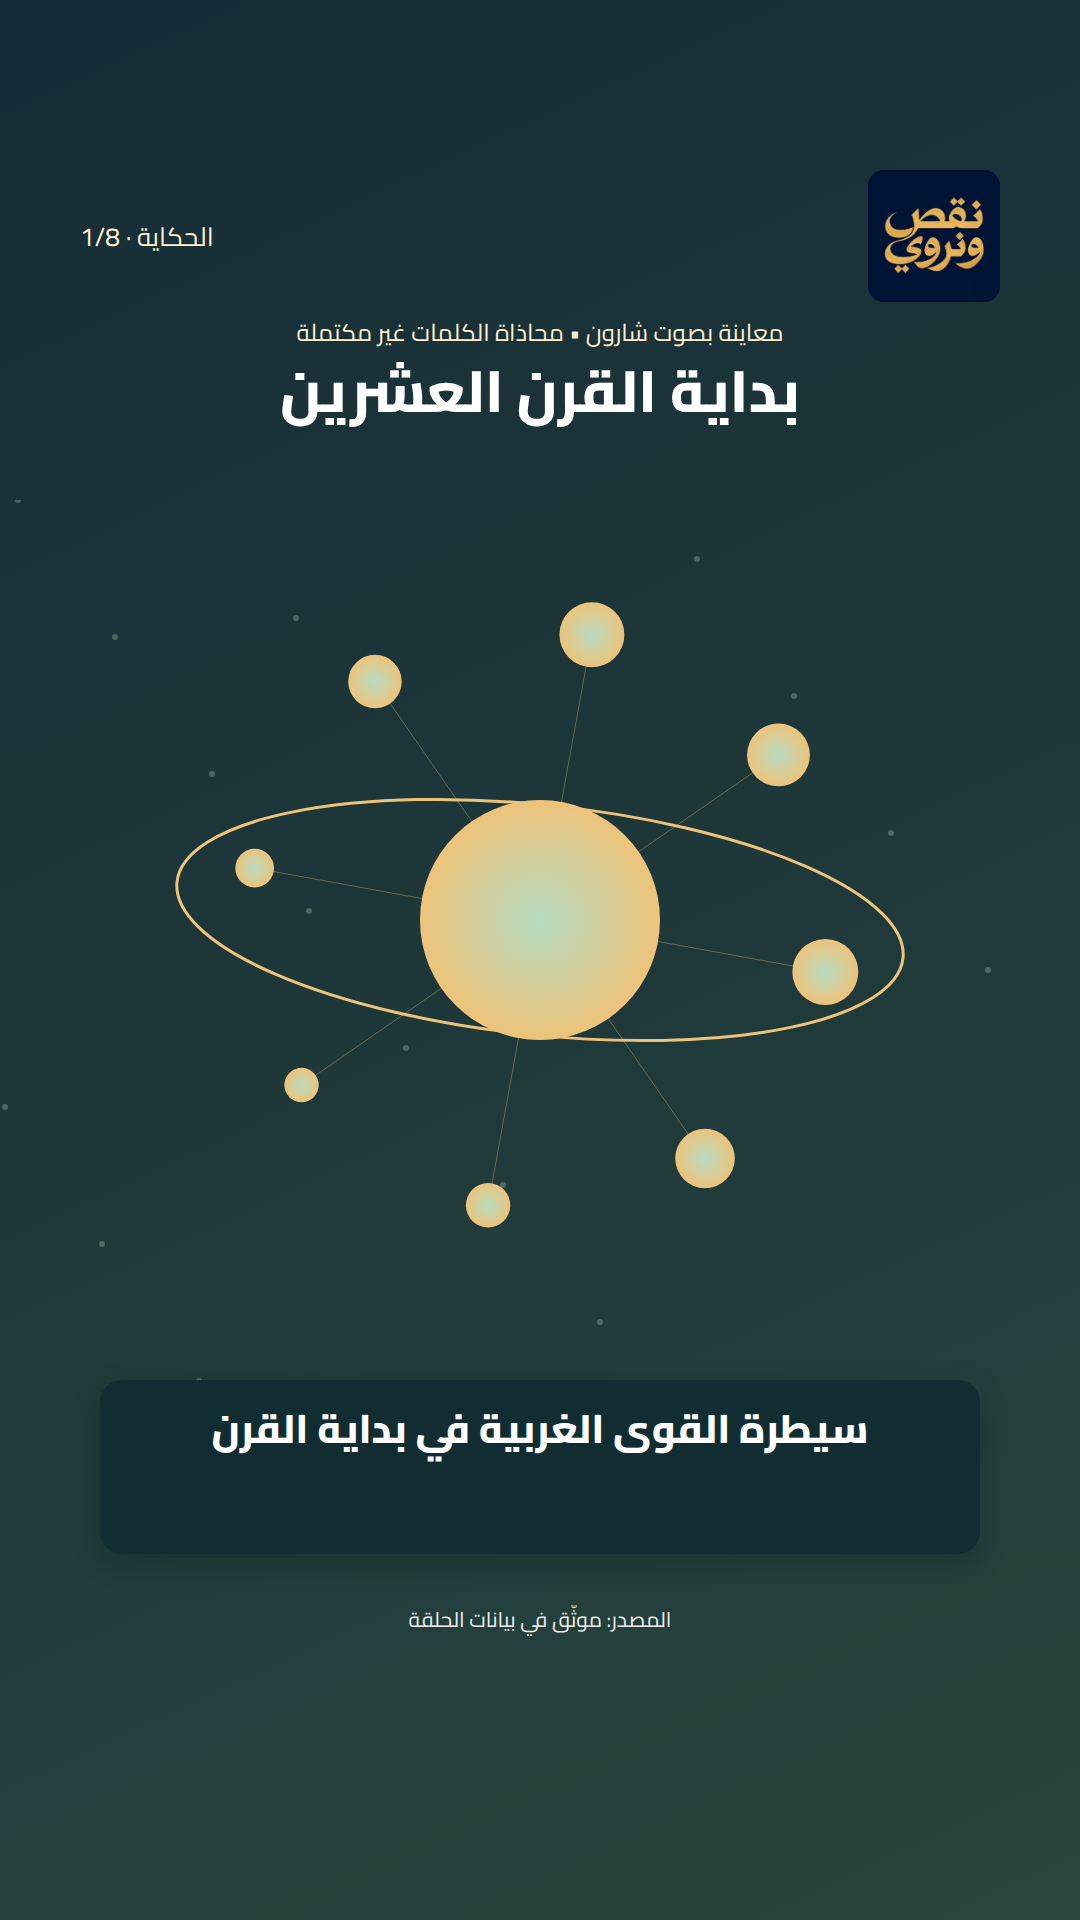 نقص
ونروي
الحكاية · 1/8
معاينة بصوت شارون ▪ محاذاة الكلمات غير مكتملة
بداية القرن العشرين
سيطرة القوى الغربية في بداية القرن
المصدر: موثّق في بيانات الحلقة